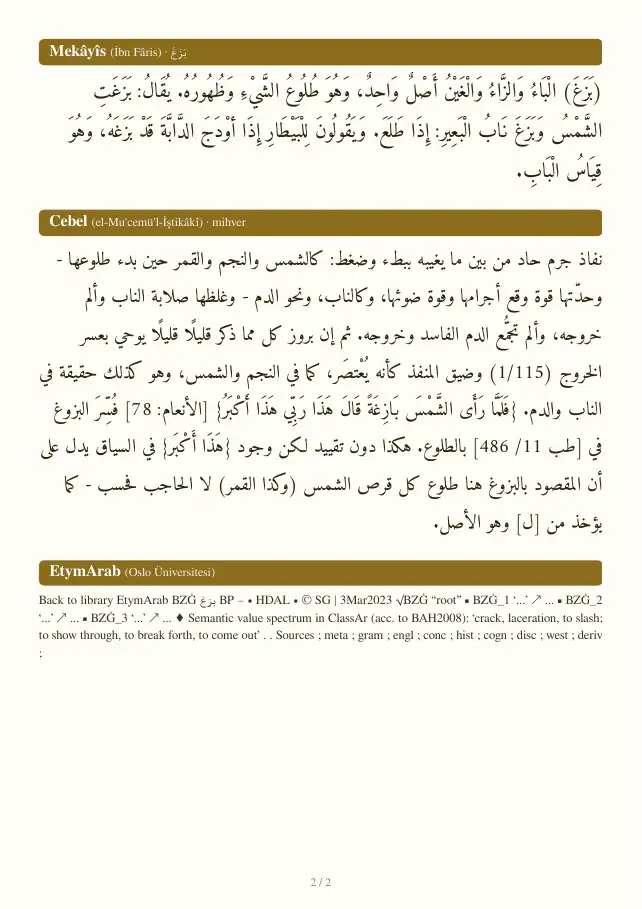 Mekâyîs (İbn Fâris) · بَزَغَ
(بَزَغَ) الْبَاءُ وَالزَّاءُ وَالْغَيْنُ أَصْلٌ وَاحِدٌ، وَهُوَ طُلُوعُ الشَّيْءِ وَظُهُورُهُ. يُقَالُ: بَزَغَتِ
الشَّمْسُ وَبَزَغَ نَابُ الْبَعِيرِ: إِذَا طَلَعَ. وَيَقُولُونَ لِلْبَيْطَارِ إِذَا أَوْدَجَ الدَّابَّةَ قَدْ بَزَغَهُ، وَهُوَ
قِيَاسُ الْبَابِ.
Cebel (el-Mu'cemü'l-İştikâkî) · mihver
نفاذ جرم حاد من بين ما يغيبه ببطء وضغط: كالشمس والنجم والقمر حين بدء طلوعها -
وحدّتها قوة وقع أجرامها وقوة ضوئها، وكالناب، ونحو الدم - وغلظها صلابة الناب وألم
خروجه، وألم تجمُّع الدم الفاسد وخروجه. ثم إن بروز كل مما ذكر قليلًا قليلًا يوحي بعسر
الخروج (1/115) وضيق المنفذ كأنه يُعْتصَر، كما في النجم والشمس، وهو كذلك حقيقة في
الناب والدم. {فَلَمَّا رَأَى الشَّمْسَ بَازِغَةً قَالَ هَذَا رَبِّي هَذَا أَكْبَرُ} [الأنعام: 78] فُسِّرَ البزوغ
في [طب 11/ 486] بالطلوع. هكذا دون تقييد لكن وجود {هَذَا أَكْبَر} في السياق يدل على
أن المقصود بالبزوغ هنا طلوع كل قرص الشمس (وكذا القمر) لا الحاجب فحسب - كما
يؤخذ من [ل] وهو الأصل.
EtymArab (Oslo Üniversitesi)
Back to library EtymArab BZĠ بزغ BP – • HDAL • © SG | 3Mar2023 √BZĠ “root” ▪ BZĠ_1 ‘...’ ↗ ... ▪ BZĠ_2
‘...’ ↗ ... ▪ BZĠ_3 ‘...’ ↗ ... ♦ Semantic value spectrum in ClassAr (acc. to BAH2008): ‘crack, laceration, to slash;
to show through, to break forth, to come out’ . . Sources ; meta ; gram ; engl ; conc ; hist ; cogn ; disc ; west ; deriv
;
2 / 2